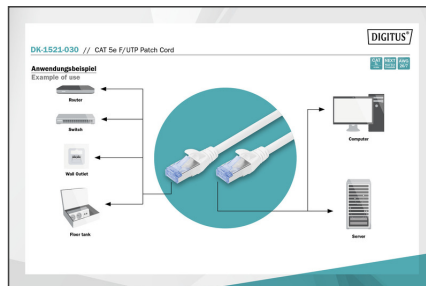 DIGITUS®
DK-1521-030 // CAT 5e F/UTP Patch Cord
Anwendungsbeispiel
Example of use
Router
Switch
Wall Outlet
Floor tank
Computer
Server